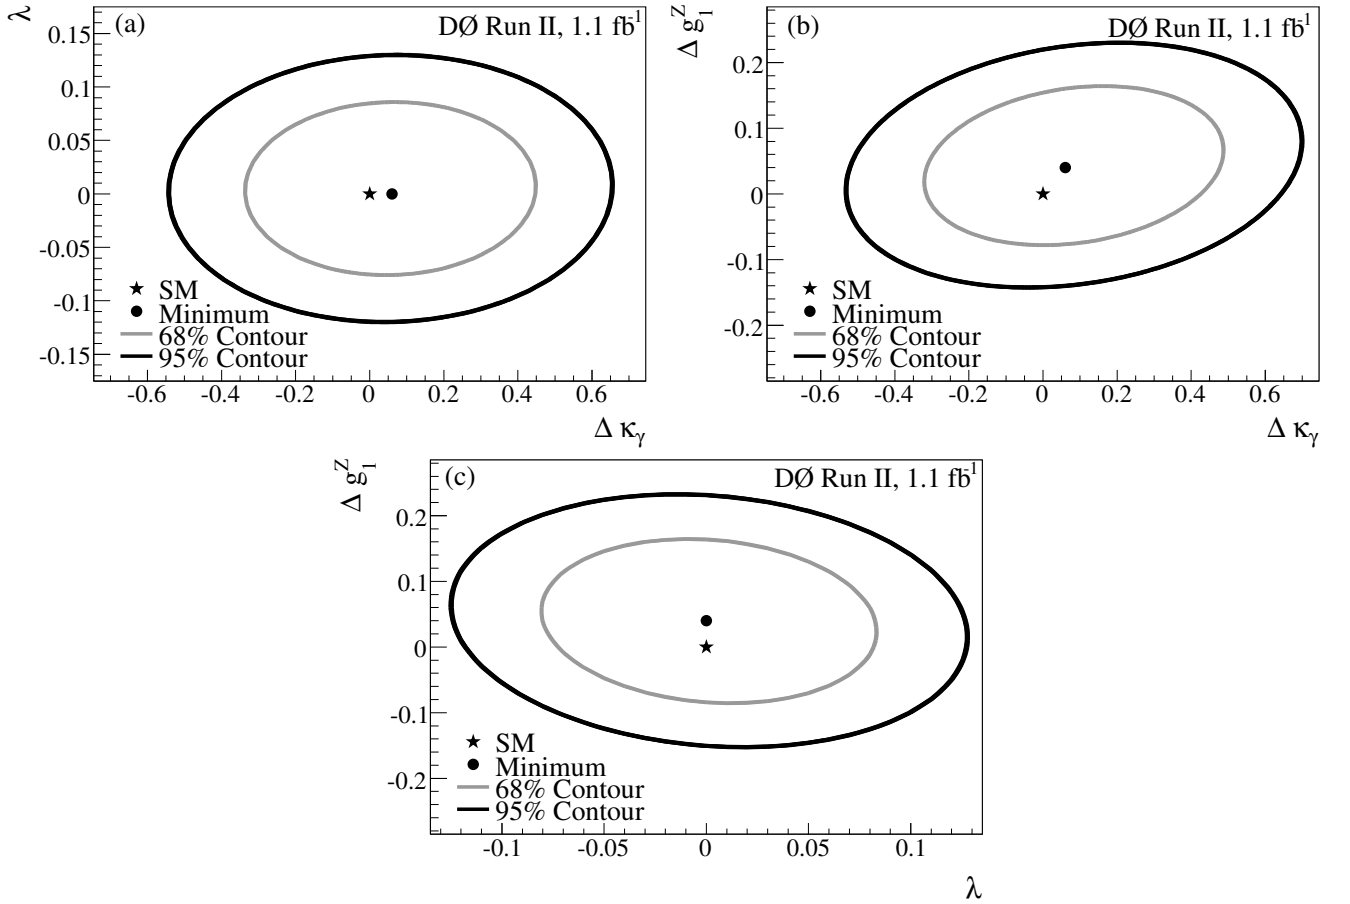 λ
(a)
DØ Run II, 1.1 fb⁻¹
0.15
0.1
0.05
0
-0.05
-0.1
-0.15
SM
Minimum
68% Contour
95% Contour
-0.6 -0.4 -0.2 0 0.2 0.4 0.6
Δ κ_γ
Δ g₁ᶻ
(b)
DØ Run II, 1.1 fb⁻¹
0.2
0.1
0
-0.1
-0.2
SM
Minimum
68% Contour
95% Contour
-0.6 -0.4 -0.2 0 0.2 0.4 0.6
Δ κ_γ
Δ g₁ᶻ
(c)
DØ Run II, 1.1 fb⁻¹
0.2
0.1
0
-0.1
-0.2
SM
Minimum
68% Contour
95% Contour
-0.1 -0.05 0 0.05 0.1
λ